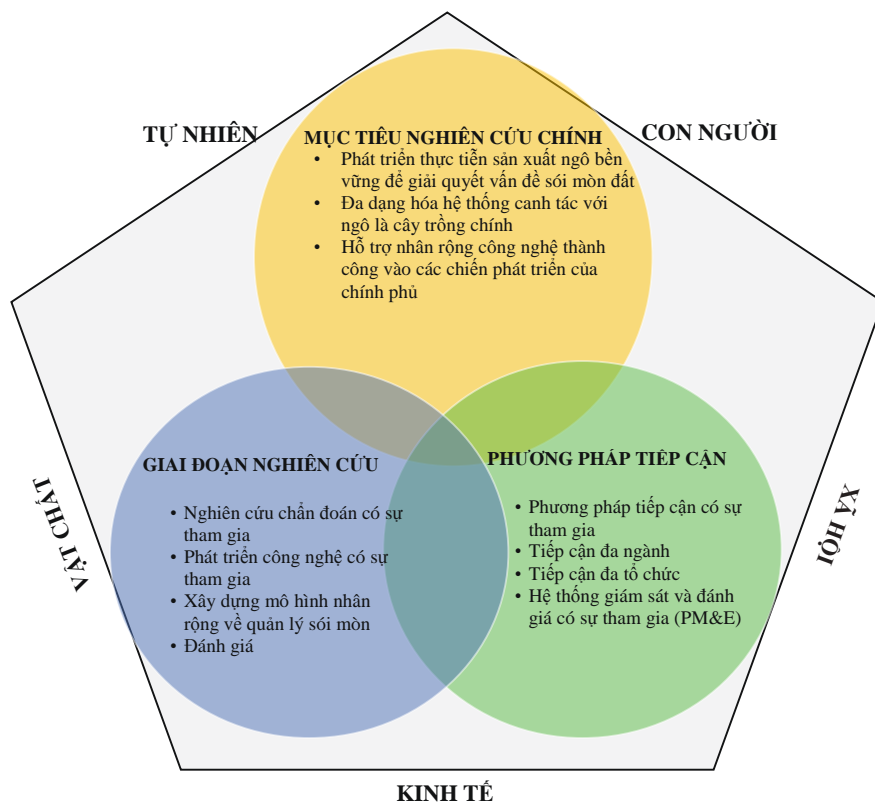 TỰ NHIÊN
CON NGƯỜI
MỤC TIÊU NGHIÊN CỨU CHÍNH
• Phát triển thực tiễn sản xuất ngô bền
vững để giải quyết vấn đề sói mòn đất
• Đa dạng hóa hệ thống canh tác với
ngô là cây trồng chính
• Hỗ trợ nhân rộng công nghệ thành
công vào các chiến phát triển của
chính phủ
GIAI ĐOẠN NGHIÊN CỨU
• Nghiên cứu chẩn đoán có sự
tham gia
• Phát triển công nghệ có sự
tham gia
• Xây dựng mô hình nhân
rộng về quản lý sói mòn
• Đánh giá
PHƯƠNG PHÁP TIẾP CẬN
• Phương pháp tiếp cận có sự
tham gia
• Tiếp cận đa ngành
• Tiếp cận đa tổ chức
• Hệ thống giám sát và đánh
giá có sự tham gia (PM&E)
VẬT CHẤT
XÃ HỘI
KINH TẾ